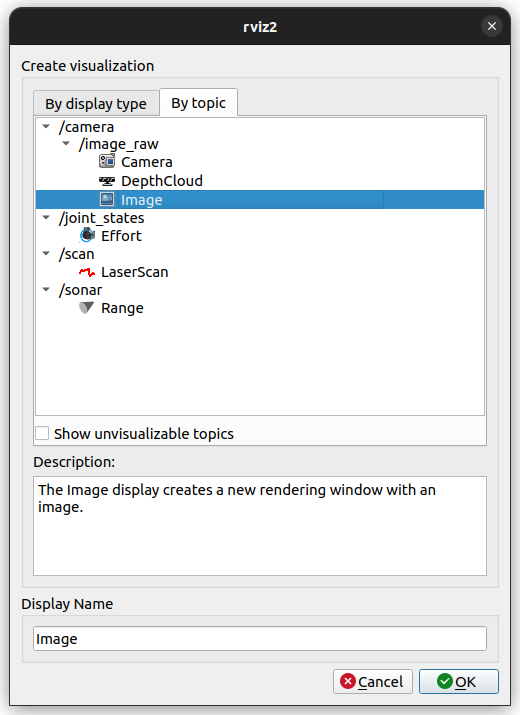 rviz2
Create visualization
By display type
By topic
/camera
/image_raw
Camera
DepthCloud
Image
/joint_states
Effort
/scan
LaserScan
/sonar
Range
Show unvisualizable topics
Description:
The Image display creates a new rendering window with an
image.
Display Name
Image
Cancel
OK